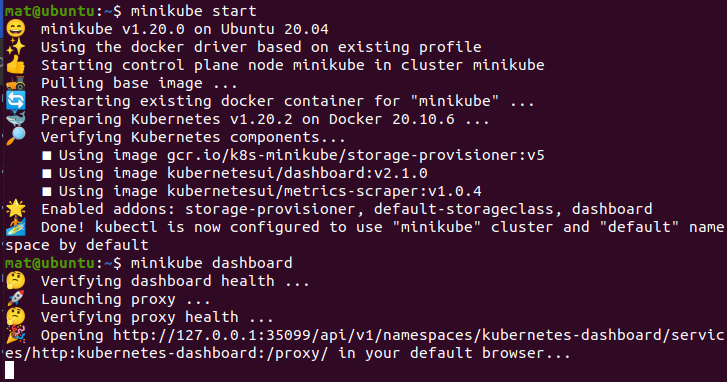 mat@ubuntu:~$ minikube start
😄 minikube v1.20.0 on Ubuntu 20.04
✨ Using the docker driver based on existing profile
👍 Starting control plane node minikube in cluster minikube
🚜 Pulling base image ...
🔄 Restarting existing docker container for "minikube" ...
🐳 Preparing Kubernetes v1.20.2 on Docker 20.10.6 ...
🔎 Verifying Kubernetes components...
▪ Using image gcr.io/k8s-minikube/storage-provisioner:v5
▪ Using image kubernetesui/dashboard:v2.1.0
▪ Using image kubernetesui/metrics-scraper:v1.0.4
🌟 Enabled addons: storage-provisioner, default-storageclass, dashboard
🏄 Done! kubectl is now configured to use "minikube" cluster and "default" name
space by default
mat@ubuntu:~$ minikube dashboard
🤔 Verifying dashboard health ...
🚀 Launching proxy ...
🤔 Verifying proxy health ...
🎉 Opening http://127.0.0.1:35099/api/v1/namespaces/kubernetes-dashboard/servic
es/http:kubernetes-dashboard:/proxy/ in your default browser...